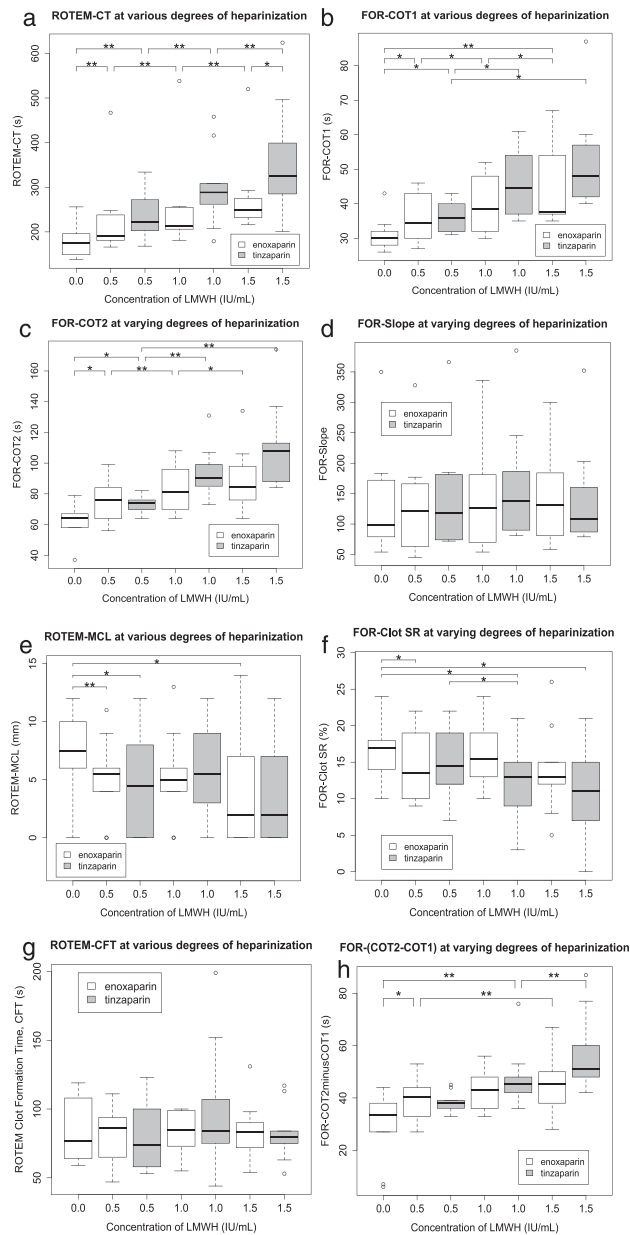 a
ROTEM-CT at various degrees of heparinization
ROTEM-CT (s)
600
500
400
300
200
** ** **
** ** ** *
enoxaparin
tinzaparin
0.0 0.5 0.5 1.0 1.0 1.5 1.5
Concentration of LMWH (IU/mL)
b
FOR-COT1 at various degrees of heparinization
FOR-COT1 (s)
80
70
60
50
40
30
**
* * *
* *
*
enoxaparin
tinzaparin
0.0 0.5 0.5 1.0 1.0 1.5 1.5
Concentration of LMWH (IU/mL)
c
FOR-COT2 at varying degrees of heparinization
FOR-COT2 (s)
160
140
120
100
80
60
40
**
* **
* ** *
enoxaparin
tinzaparin
0.0 0.5 0.5 1.0 1.0 1.5 1.5
Concentration of LMWH (IU/mL)
d
FOR-Slope at varying degrees of heparinization
FOR-Slope
350
300
250
200
150
100
50
enoxaparin
tinzaparin
0.0 0.5 0.5 1.0 1.0 1.5 1.5
Concentration of LMWH (IU/mL)
e
ROTEM-MCL at various degrees of heparinization
ROTEM-MCL (mm)
15
10
5
0
*
*
**
enoxaparin
tinzaparin
0.0 0.5 0.5 1.0 1.0 1.5 1.5
Concentration of LMWH (IU/mL)
f
FOR-Clot SR at varying degrees of heparinization
FOR-Clot SR (%)
30
25
20
15
10
5
0
*
*
*
*
enoxaparin
tinzaparin
0.0 0.5 0.5 1.0 1.0 1.5 1.5
Concentration of LMWH (IU/mL)
g
ROTEM-CFT at various degrees of heparinization
ROTEM Clot Formation Time, CFT (s)
200
150
100
50
enoxaparin
tinzaparin
0.0 0.5 0.5 1.0 1.0 1.5 1.5
Concentration of LMWH (IU/mL)
FOR-(COT2-COT1) at varying degrees of heparinization
h
FOR-COT2minusCOT1 (s)
80
60
40
20
** **
* **
enoxaparin
tinzaparin
0.0 0.5 0.5 1.0 1.0 1.5 1.5
Concentration of LMWH (IU/mL)